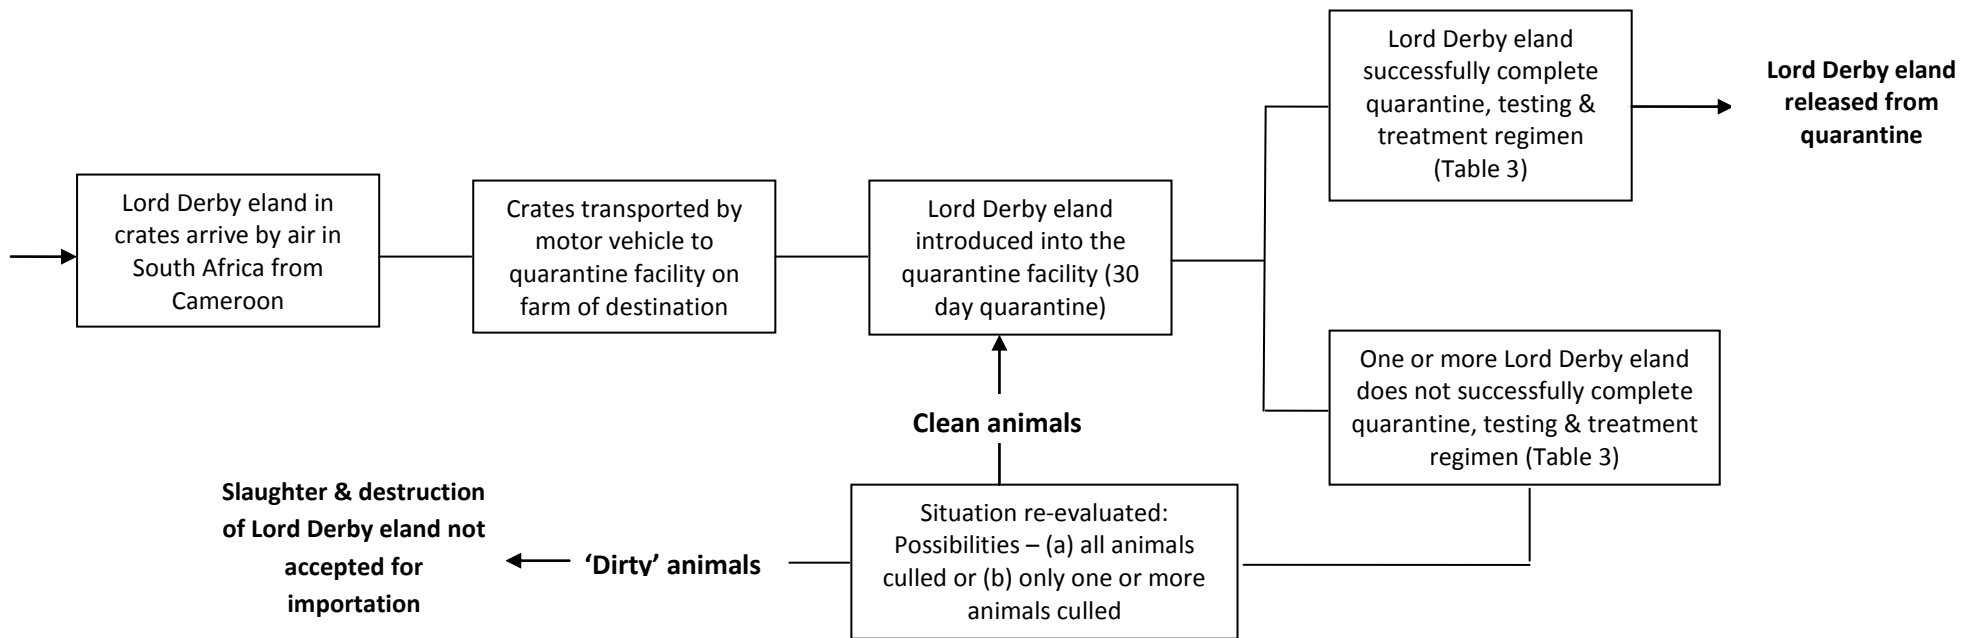 Lord Derby eland in
crates arrive by air in
South Africa from
Cameroon
Crates transported by
motor vehicle to
quarantine facility on
farm of destination
Lord Derby eland
introduced into the
quarantine facility (30
day quarantine)
Lord Derby eland
successfully complete
quarantine, testing &
treatment regimen
(Table 3)
Lord Derby eland
released from
quarantine
One or more Lord Derby eland
does not successfully complete
quarantine, testing & treatment
regimen (Table 3)
Clean animals
Situation re-evaluated:
Possibilities – (a) all animals
culled or (b) only one or more
animals culled
‘Dirty’ animals
Slaughter & destruction
of Lord Derby eland not
accepted for
importation